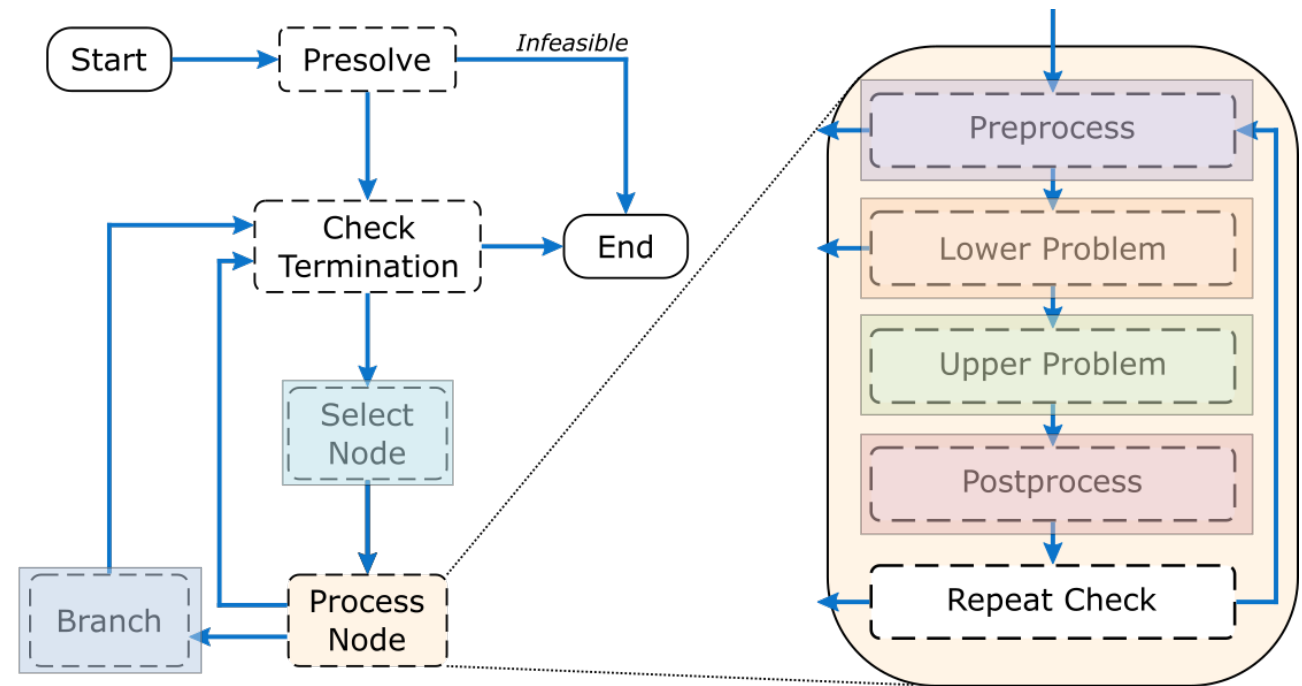 Start
Presolve
Infeasible
Check
Termination
End
Select
Node
Branch
Process
Node
Preprocess
Lower Problem
Upper Problem
Postprocess
Repeat Check